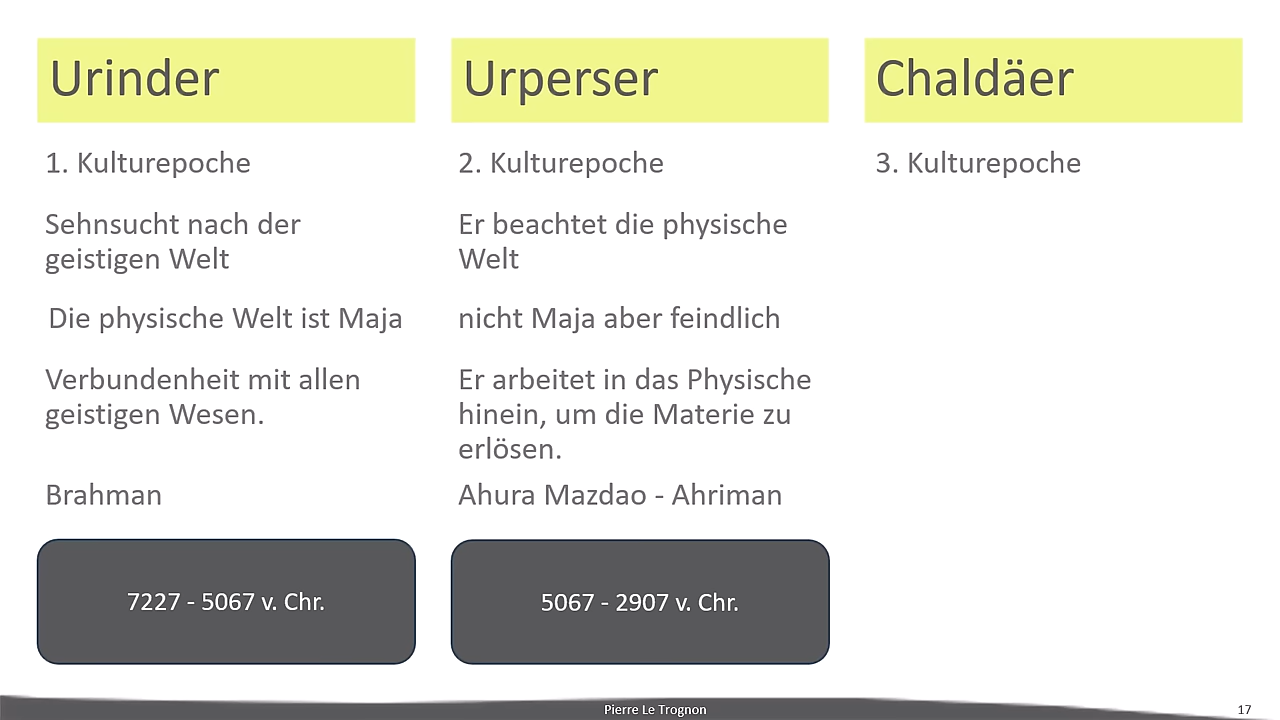 Urinder
1. Kulturepoche
Sehnsucht nach der
geistigen Welt
Die physische Welt ist Maja
Verbundenheit mit allen
geistigen Wesen.
Brahman
7227 - 5067 v. Chr.
Urperser
2. Kulturepoche
Er beachtet die physische
Welt
nicht Maja aber feindlich
Er arbeitet in das Physische
hinein, um die Materie zu
erlösen.
Ahura Mazdao - Ahriman
5067 - 2907 v. Chr.
Chaldäer
3. Kulturepoche
Pierre Le Trognon
17